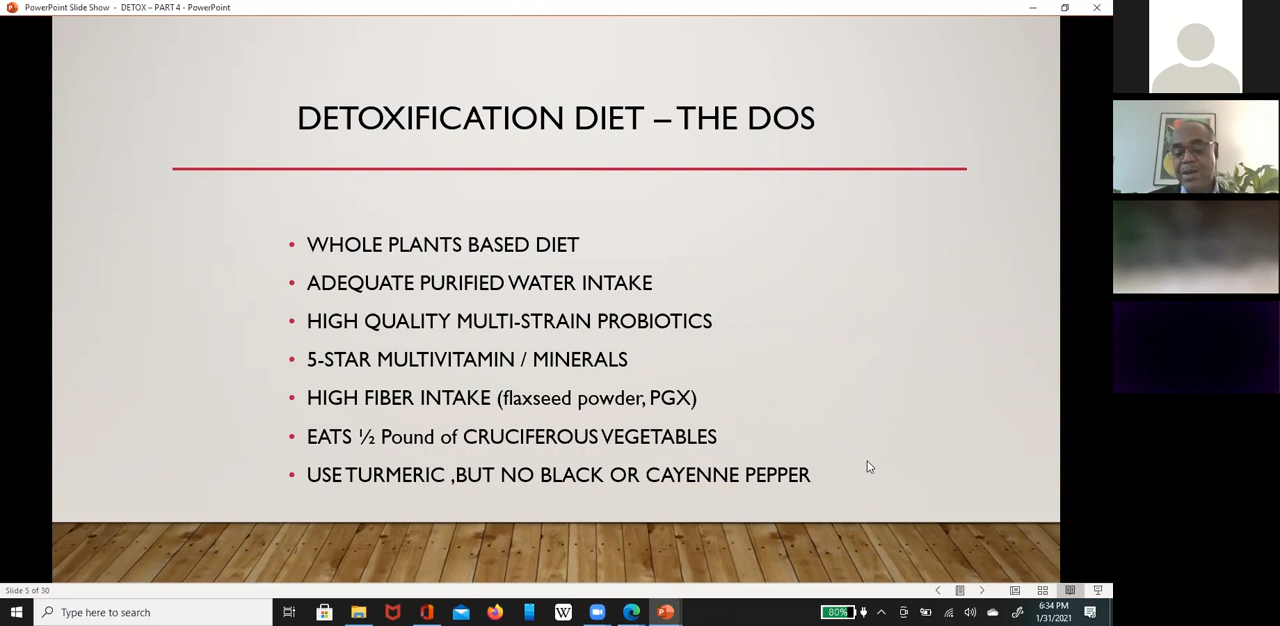 PowerPoint Slide Show - DETOX – PART 4 - PowerPoint
DETOXIFICATION DIET – THE DOS
• WHOLE PLANTS BASED DIET
• ADEQUATE PURIFIED WATER INTAKE
• HIGH QUALITY MULTI-STRAIN PROBIOTICS
• 5-STAR MULTIVITAMIN / MINERALS
• HIGH FIBER INTAKE (flaxseed powder, PGX)
• EATS ½ Pound of CRUCIFEROUS VEGETABLES
• USE TURMERIC ,BUT NO BLACK OR CAYENNE PEPPER
Slide 5 of 30
Type here to search
80%
6:34 PM
1/31/2021